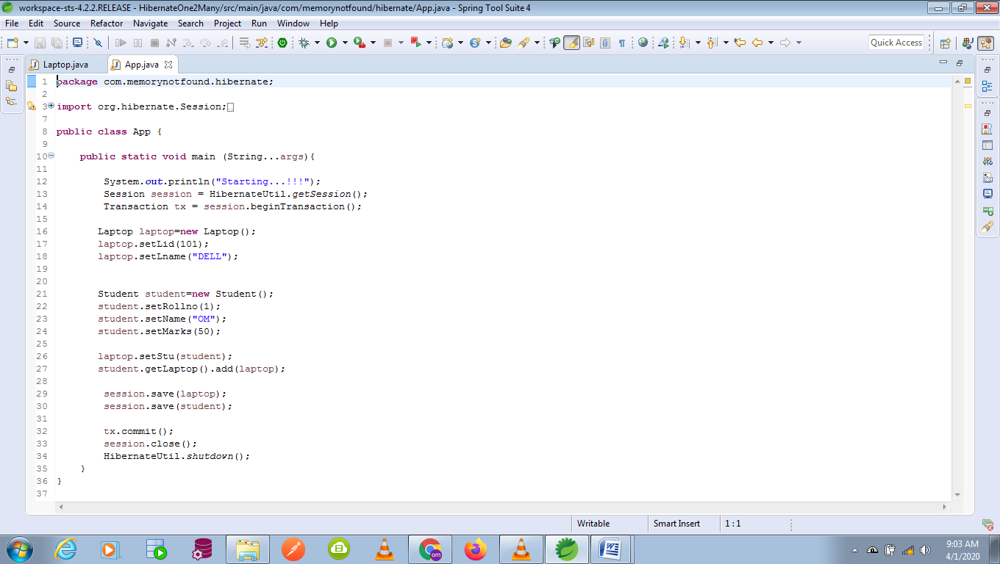 workspace-sts-4.2.2.RELEASE - HibernateOne2Many/src/main/java/com/memorynotfound/hibernate/App.java - Spring Tool Suite 4
File Edit Source Refactor Navigate Search Project Run Window Help
Quick Access
Laptop.java App.java
1 package com.memorynotfound.hibernate;
2
3 import org.hibernate.Session;
7
8 public class App {
9
10 public static void main (String...args){
11
12 System.out.println("Starting...!!!");
13 Session session = HibernateUtil.getSession();
14 Transaction tx = session.beginTransaction();
15
16 Laptop laptop=new Laptop();
17 laptop.setLid(101);
18 laptop.setLname("DELL");
19
20
21 Student student=new Student();
22 student.setRollno(1);
23 student.setName("OM");
24 student.setMarks(50);
25
26 laptop.setStu(student);
27 student.getLaptop().add(laptop);
28
29 session.save(laptop);
30 session.save(student);
31
32 tx.commit();
33 session.close();
34 HibernateUtil.shutdown();
35 }
36 }
37
Writable Smart Insert 1 : 1
om
9:03 AM
4/1/2020